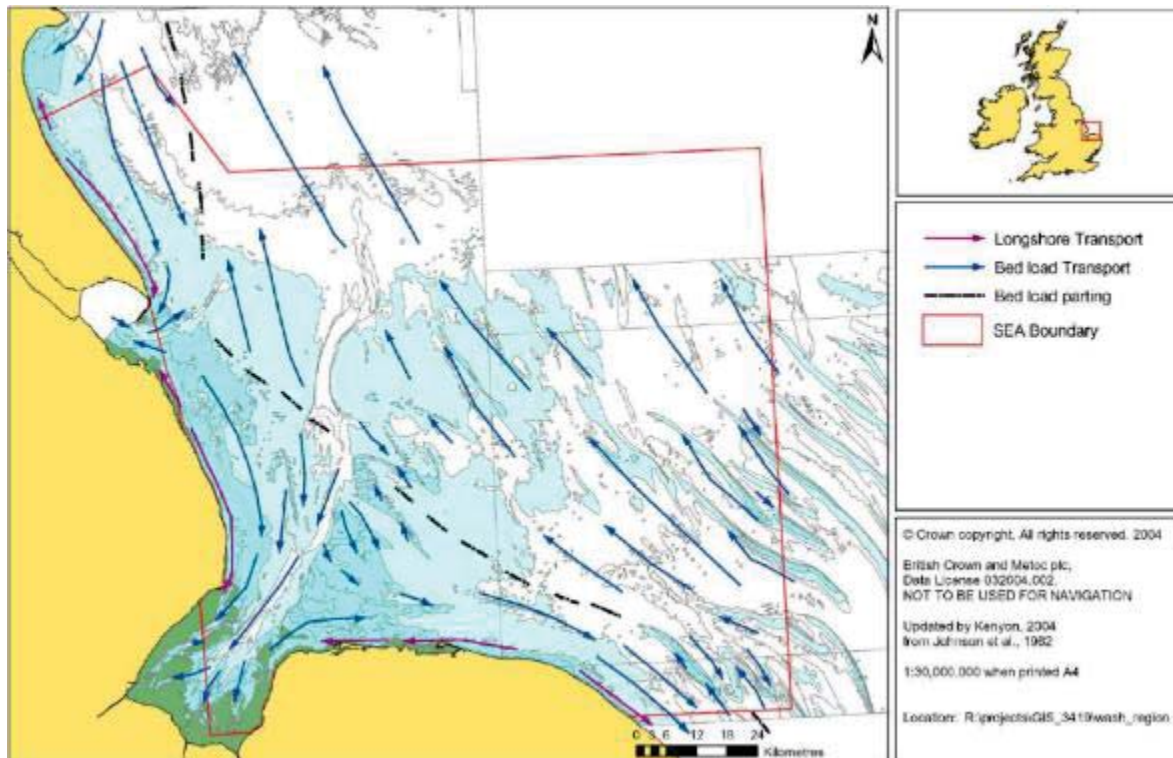 N
0 3 6 12 18 24
Kilometres
Longshore Transport
Bed load Transport
Bed load parting
SEA Boundary
© Crown copyright, All rights reserved. 2004
British Crown and Metoc plc,
Data License 032004.002.
NOT TO BE USED FOR NAVIGATION
Updated by Kenyon, 2004
from Johnson et al., 1982
1:30,000,000 when printed A4
Location: R:\projects\GIS_3419\wash_region